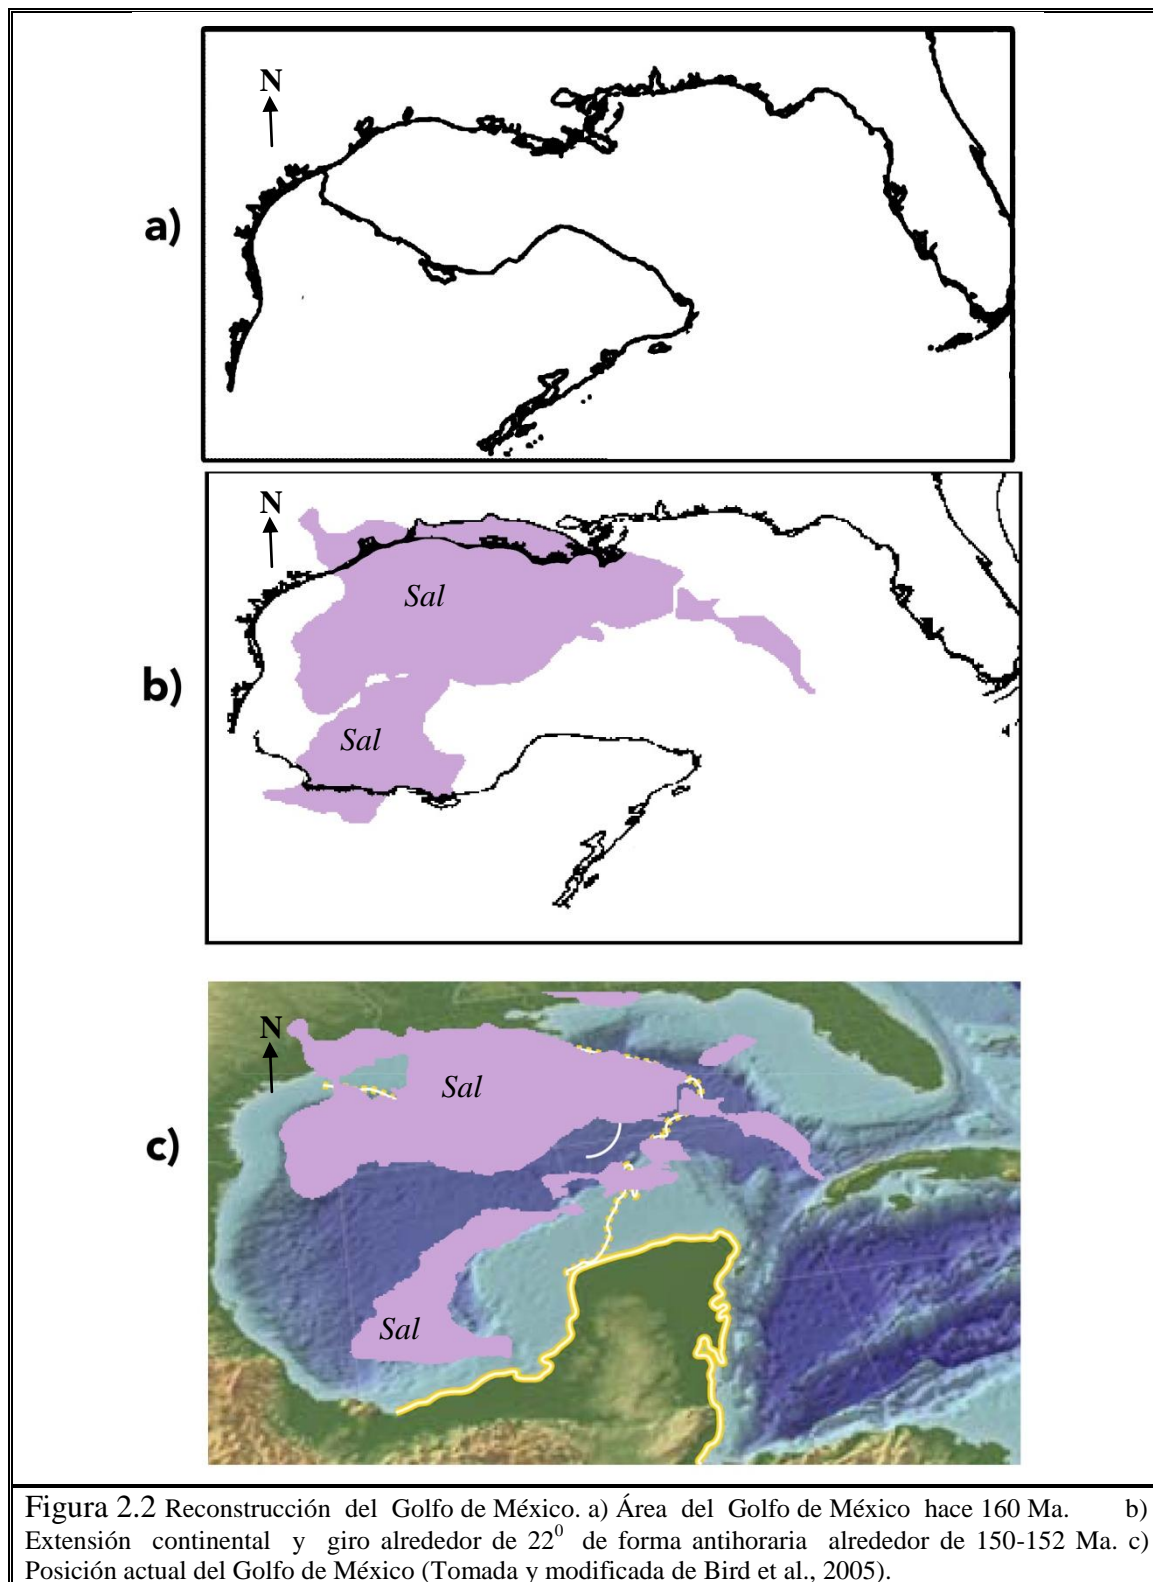 N
a)
N
Sal
b)
Sal
N
Sal
c)
Sal
Figura 2.2 Reconstrucción del Golfo de México. a) Área del Golfo de México hace 160 Ma. b)
Extensión continental y giro alrededor de 22⁰ de forma antihoraria alrededor de 150-152 Ma. c)
Posición actual del Golfo de México (Tomada y modificada de Bird et al., 2005).